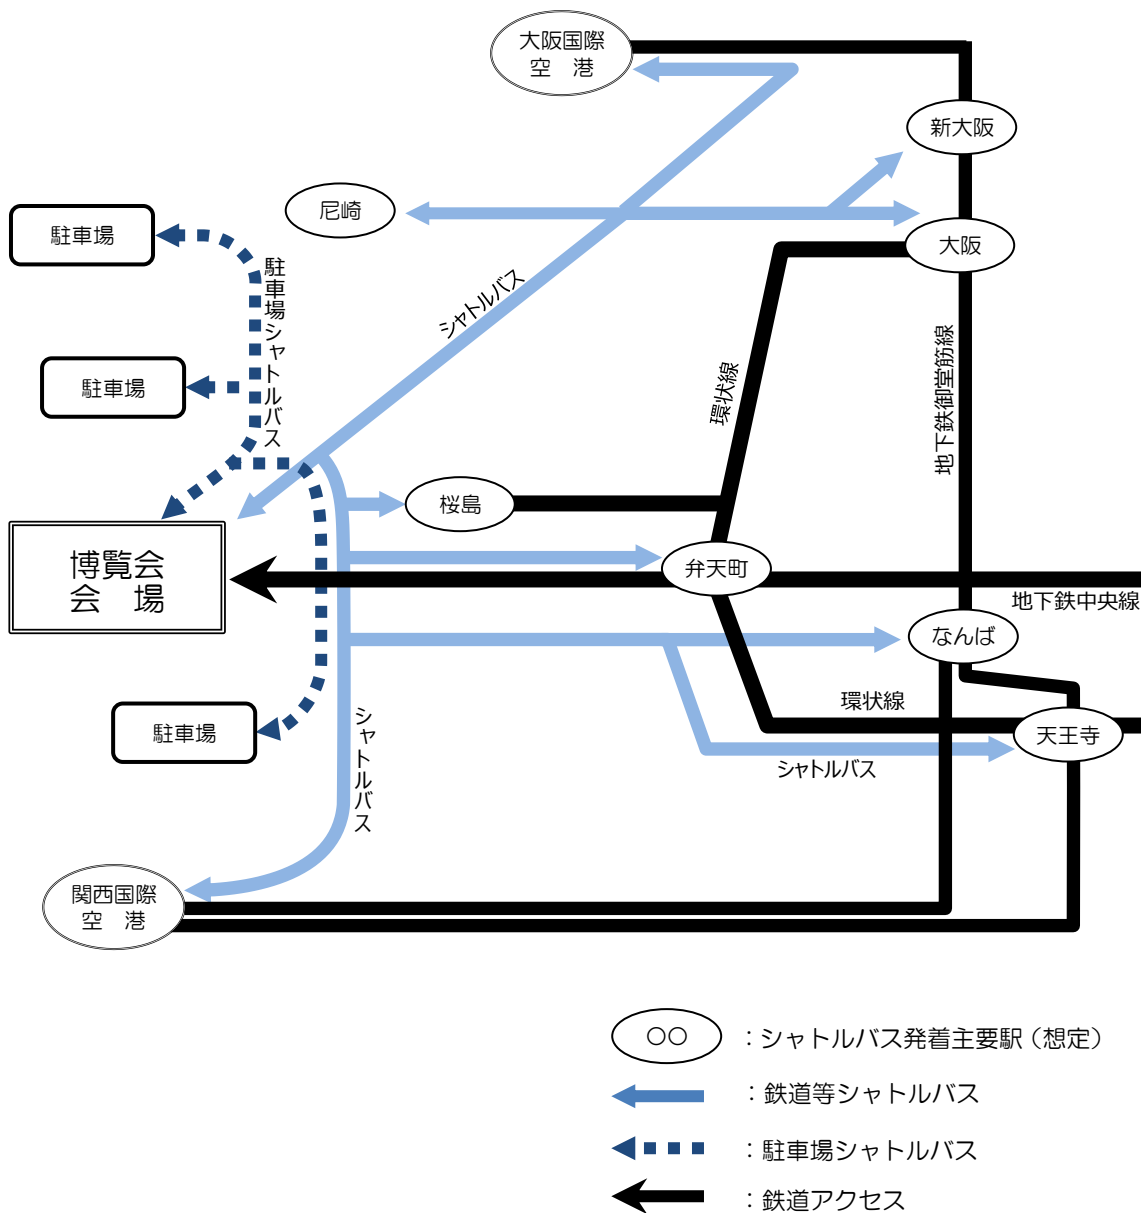 大阪国際
空　港
新大阪
尼崎
大阪
駐車場
駐車場シャトルバス
シャトルバス
地下鉄御堂筋線
環状線
駐車場
桜島
博覧会
会　場
弁天町
地下鉄中央線
なんば
環状線
駐車場
シャトルバス
天王寺
シャトルバス
関西国際
空　港
〇〇
：シャトルバス発着主要駅（想定）
：鉄道等シャトルバス
：駐車場シャトルバス
：鉄道アクセス